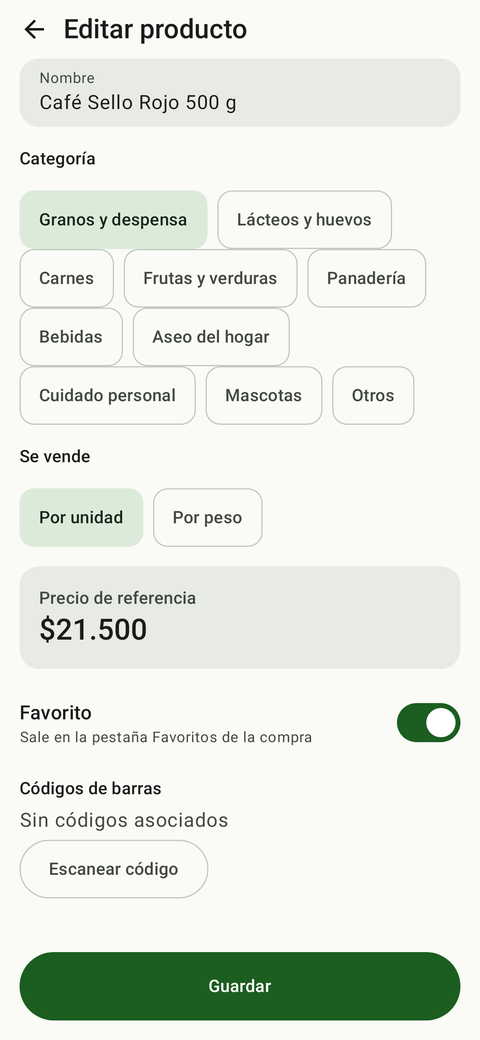 Editar producto
Nombre
Café Sello Rojo 500 g
Categoría
Granos y despensa
Lácteos y huevos
Carnes
Frutas y verduras
Panadería
Bebidas
Aseo del hogar
Cuidado personal
Mascotas
Otros
Se vende
Por unidad
Por peso
Precio de referencia
$21.500
Favorito
Sale en la pestaña Favoritos de la compra
Códigos de barras
Sin códigos asociados
Escanear código
Guardar